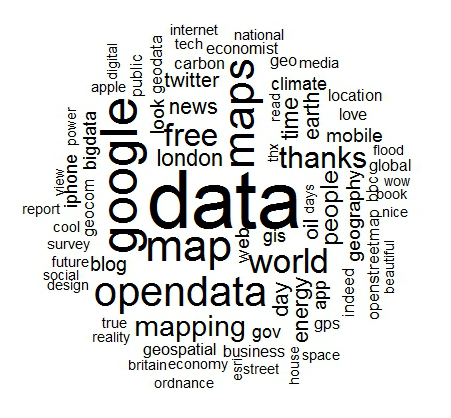 internet
national
tech
economist
digital
public
carbon
geo
media
apple
geodata
twitter
climate
look
news
maps
read
time
earth
location
love
power
bigdata
google
free
mobile
thx
thanks
flood
global
view
iphone
geocom
london
people
geography
bbc
wow
book
nice
report
data
oil
days
cool
survey
map
web
gis
openstreetmap
beautiful
future
social
design
blog
world
opendata
day
energy
app
indeed
gps
true
reality
mapping
gov
geospatial
business
house
space
britain
economy
esri
street
ordnance